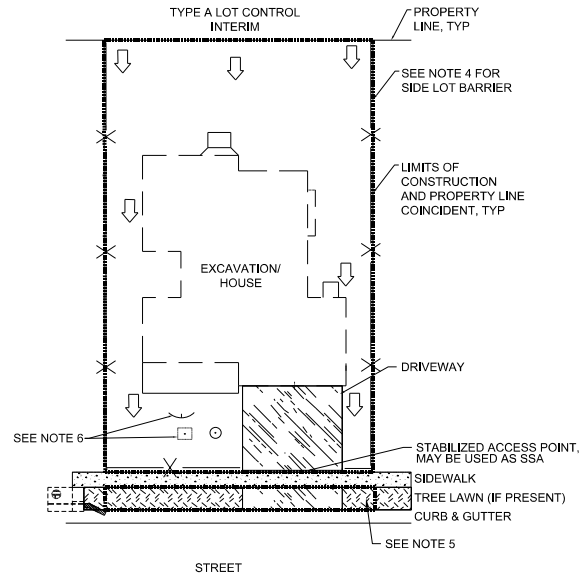 TYPE A LOT CONTROL
INTERIM
PROPERTY
LINE, TYP
SEE NOTE 4 FOR
SIDE LOT BARRIER
LIMITS OF
CONSTRUCTION
AND PROPERTY LINE
COINCIDENT, TYP
EXCAVATION/
HOUSE
DRIVEWAY
SEE NOTE 6
STABILIZED ACCESS POINT,
MAY BE USED AS SSA
SIDEWALK
TREE LAWN (IF PRESENT)
CURB & GUTTER
SEE NOTE 5
STREET